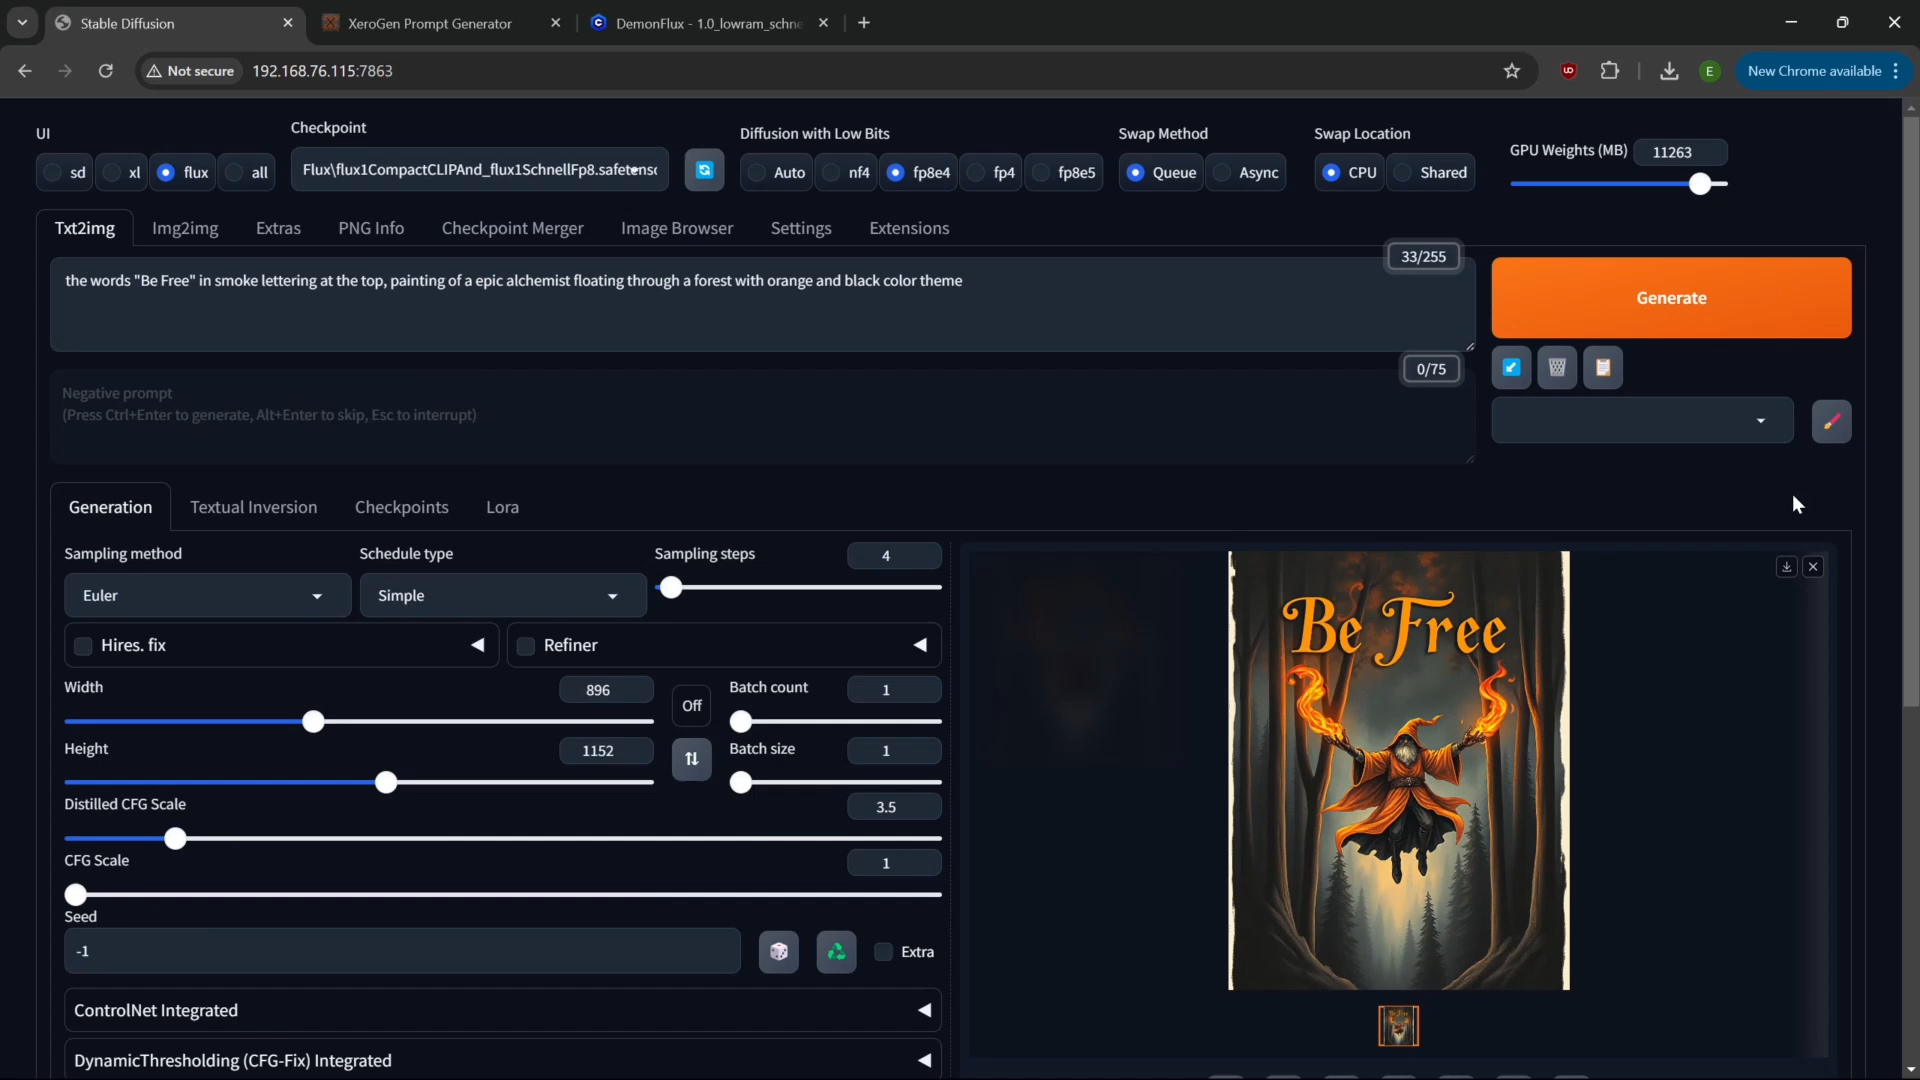 Stable Diffusion
XeroGen Prompt Generator
DemonFlux - 1.0_lowram_schne
Not secure
192.168.76.115:7863
E
New Chrome available
UI
sd
xl
flux
all
Checkpoint
Flux\flux1CompactCLIPAnd_flux1SchnellFp8.safetensc
Diffusion with Low Bits
Auto
nf4
fp8e4
fp4
fp8e5
Swap Method
Queue
Async
Swap Location
CPU
Shared
GPU Weights (MB)
11263
Txt2img
Img2img
Extras
PNG Info
Checkpoint Merger
Image Browser
Settings
Extensions
33/255
the words "Be Free" in smoke lettering at the top, painting of a epic alchemist floating through a forest with orange and black color theme
Generate
0/75
Negative prompt
(Press Ctrl+Enter to generate, Alt+Enter to skip, Esc to interrupt)
Generation
Textual Inversion
Checkpoints
Lora
Sampling method
Euler
Schedule type
Simple
Sampling steps
4
Hires. fix
Refiner
Width
896
Off
Batch count
1
Height
1152
Batch size
1
Distilled CFG Scale
3.5
CFG Scale
1
Seed
-1
Extra
ControlNet Integrated
DynamicThresholding (CFG-Fix) Integrated
Be Free